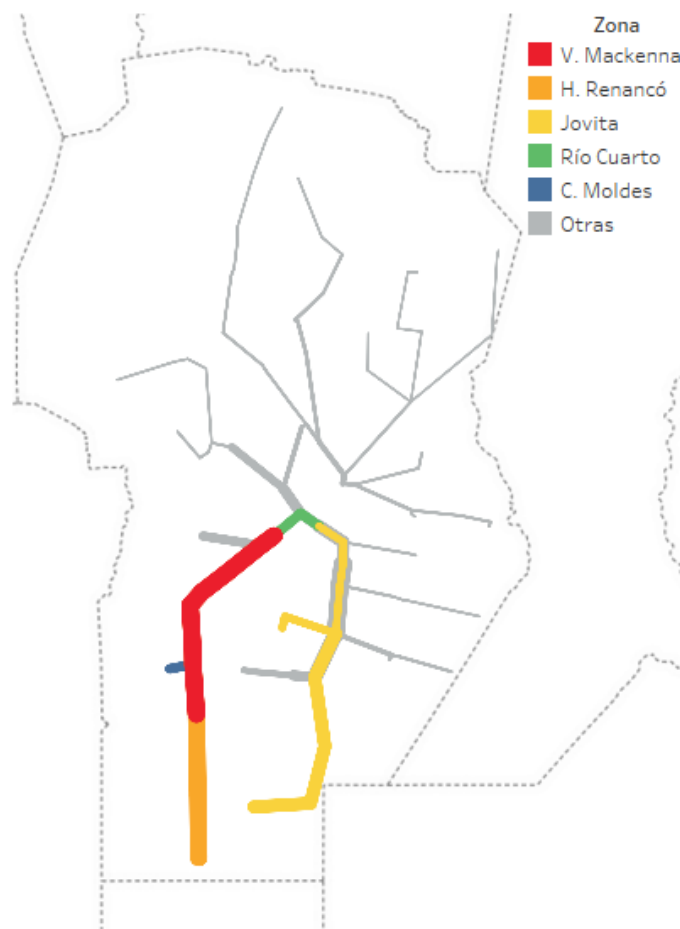 Zona
V. Mackenna
H. Renancó
Jovita
Río Cuarto
C. Moldes
Otras